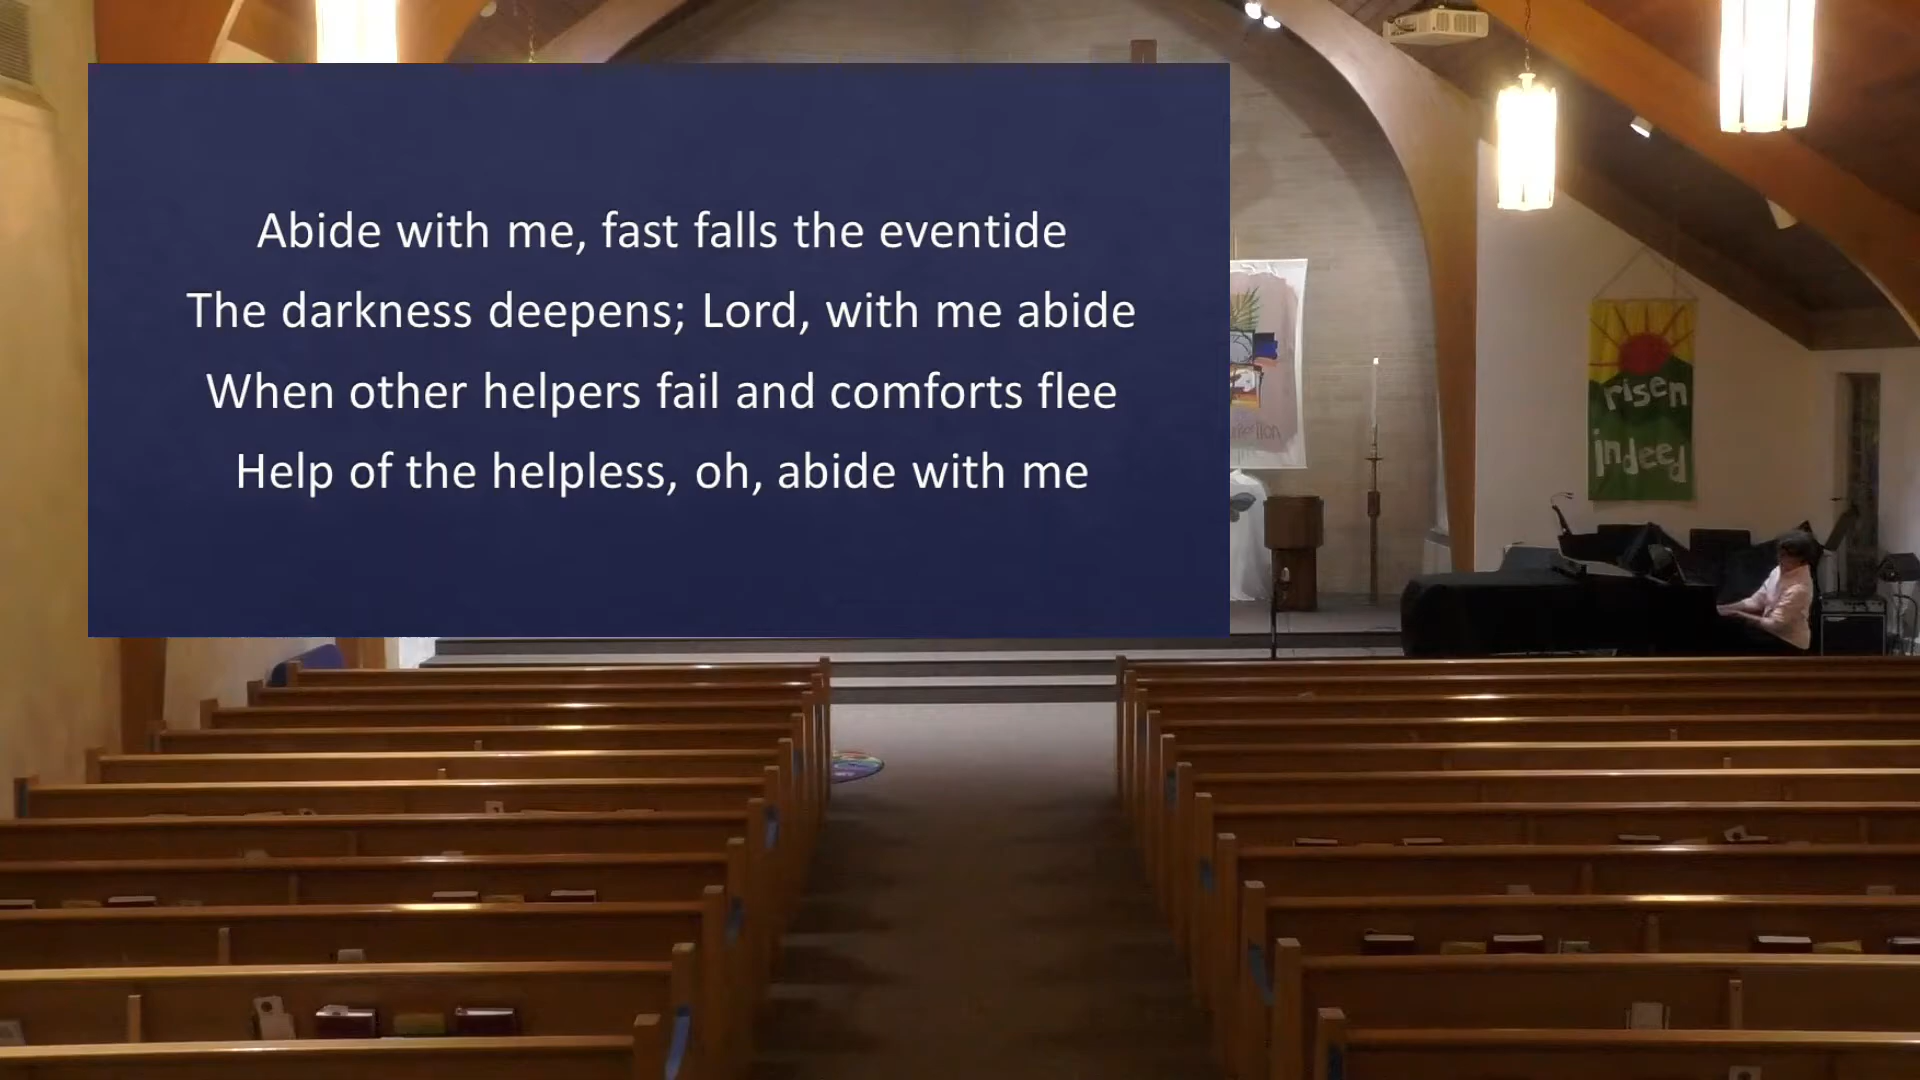 Abide with me, fast falls the eventide
The darkness deepens; Lord, with me abide
When other helpers fail and comforts flee
Help of the helpless, oh, abide with me
risen
indeed